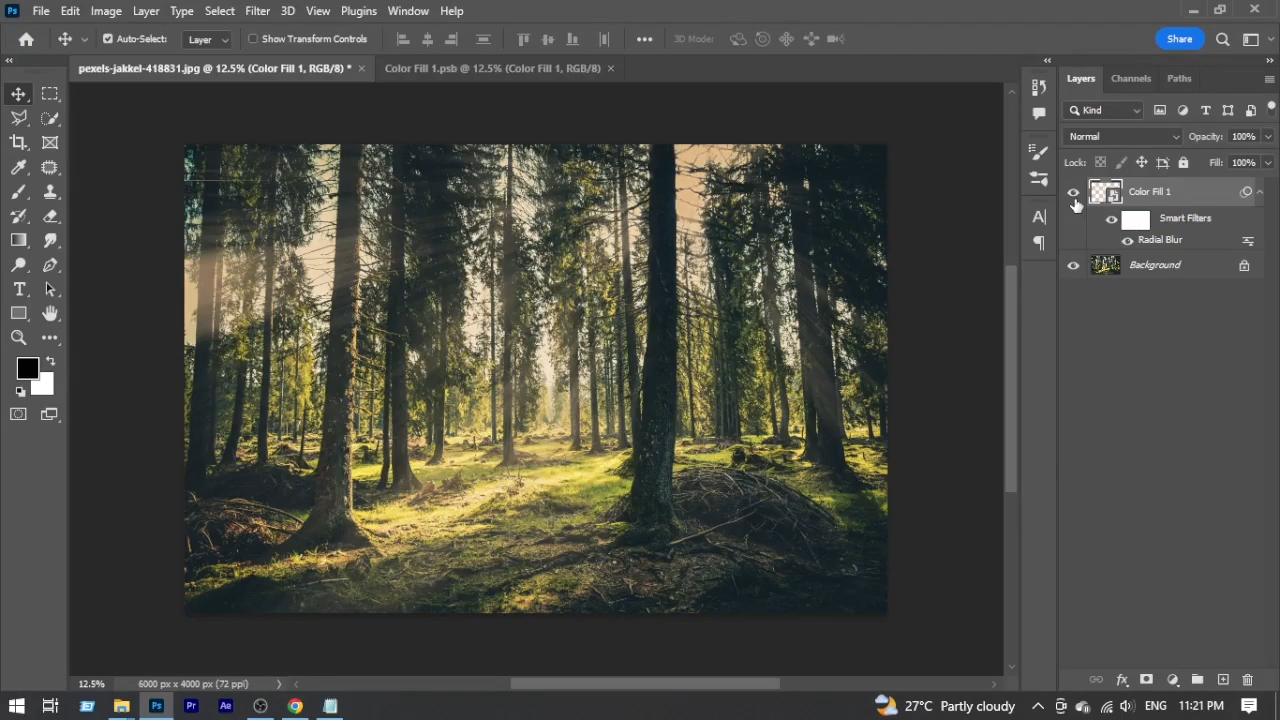 Ps File Edit Image Layer Type Select Filter 3D View Plugins Window Help
Auto-Select: Layer Show Transform Controls 3D Mode: Share
pexels-jakkel-418831.jpg @ 12.5% (Color Fill 1, RGB/8) * Color Fill 1.psb @ 12.5% (Color Fill 1, RGB/8)
Layers Channels Paths
Kind
Normal Opacity: 100%
Lock: Fill: 100%
Color Fill 1
Smart Filters
Radial Blur
Background
12.5% 6000 px x 4000 px (72 ppi)
Ps Pr Ae 27°C Partly cloudy ENG 11:21 PM